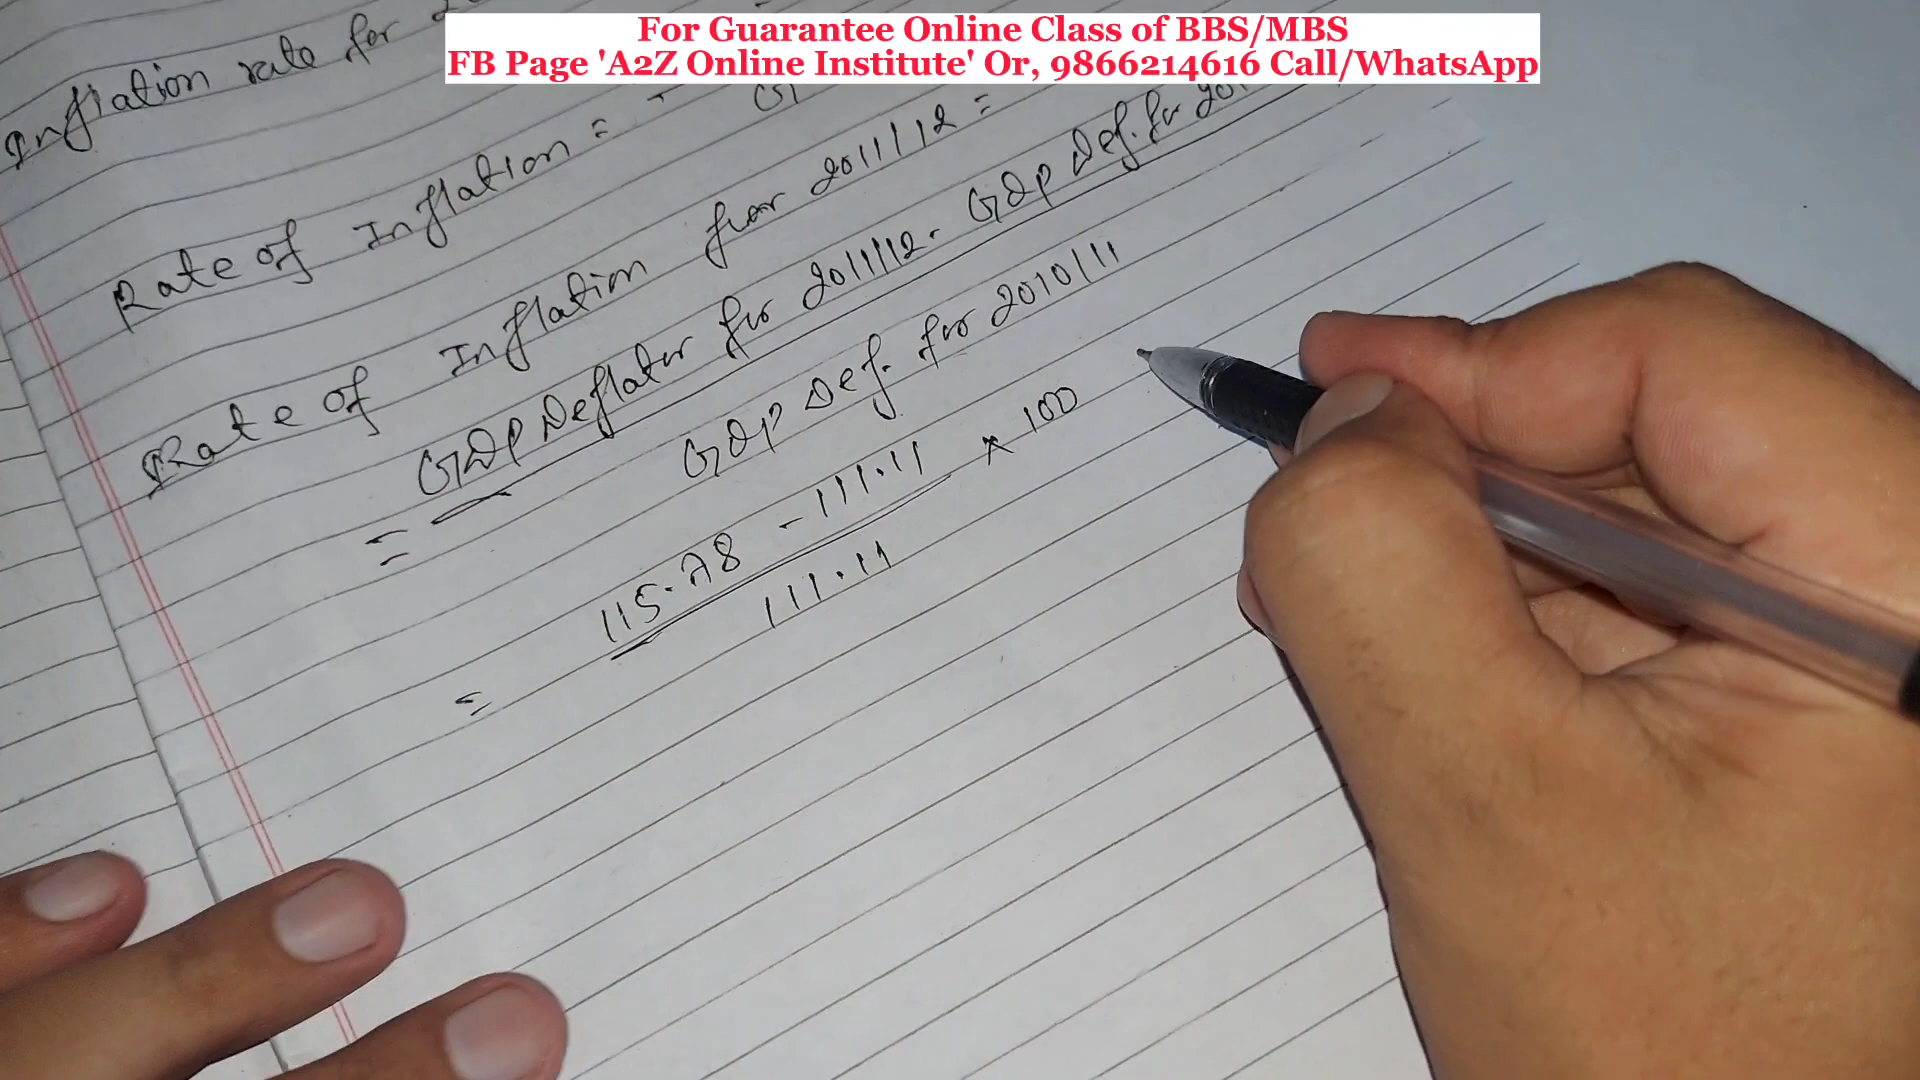 For Guarantee Online Class of BBS/MBS
FB Page 'A2Z Online Institute' Or, 9866214616 Call/WhatsApp
Inflation rate for
Rate of Inflation =
Rate of Inflation for 2011/12 =
= GDP Deflator for 2011/12 - GDP Def. for
GDP Def. for 2010/11
= 115.78 - 111.11 × 100
111.11